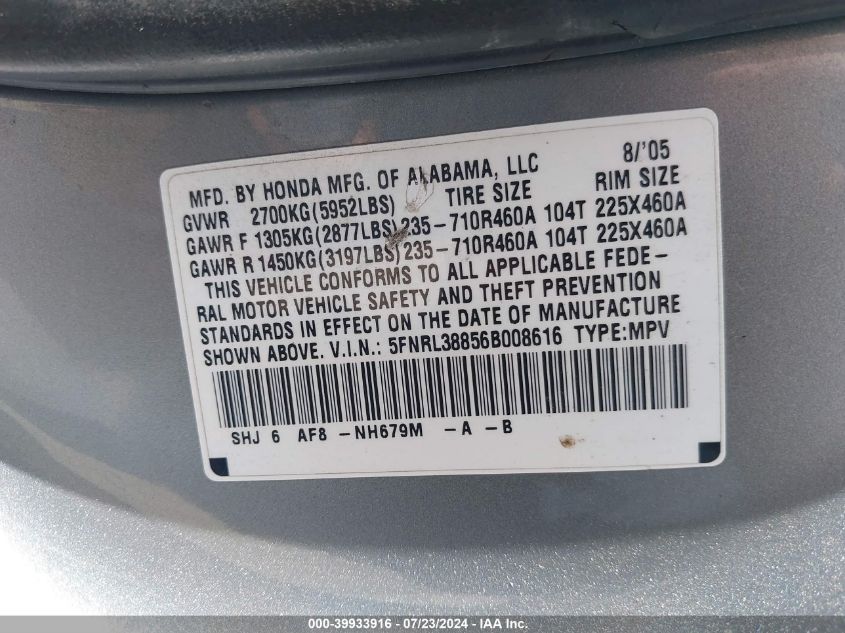 MFD. BY HONDA MFG. OF ALABAMA, LLC 8/'05
GVWR 2700KG(5952LBS) TIRE SIZE RIM SIZE
GAWR F 1305KG(2877LBS) 235-710R460A 104T 225X460A
GAWR R 1450KG(3197LBS) 235-710R460A 104T 225X460A
THIS VEHICLE CONFORMS TO ALL APPLICABLE FEDE-
RAL MOTOR VEHICLE SAFETY AND THEFT PREVENTION
STANDARDS IN EFFECT ON THE DATE OF MANUFACTURE
SHOWN ABOVE. V.I.N.: 5FNRL38856B008616 TYPE:MPV
SHJ 6 AF8 -NH679M -A -B
000-39933916 - 07/23/2024 - IAA Inc.